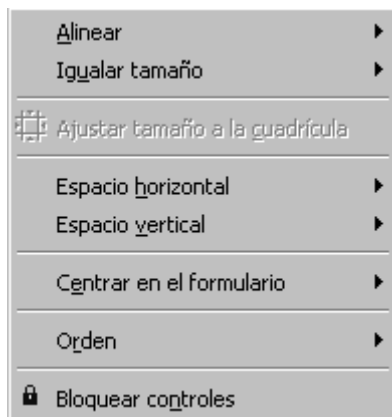 Alinear
Igualar tamaño
Ajustar tamaño a la cuadrícula
Espacio horizontal
Espacio vertical
Centrar en el formulario
Orden
Bloquear controles